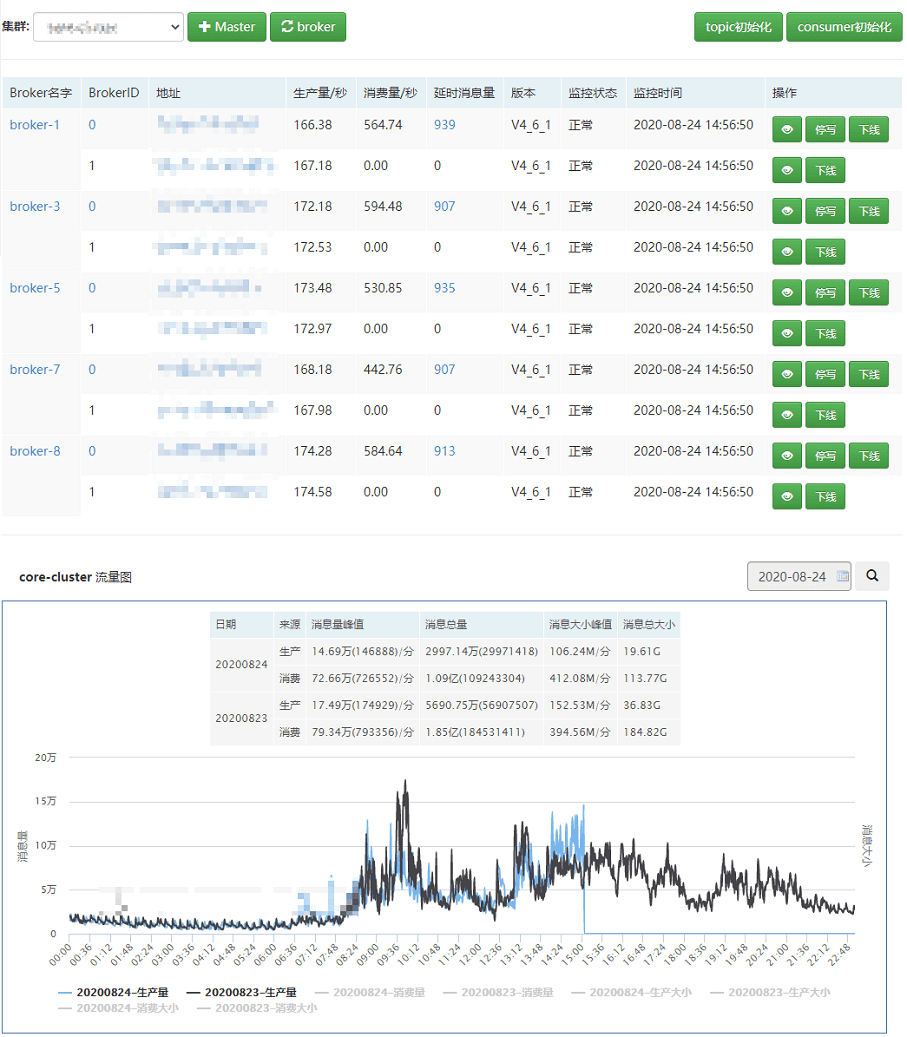 集群:
Master broker topic初始化 consumer初始化
Broker名字 BrokerID 地址 生产量/秒 消费量/秒 延时消息量 版本 监控状态 监控时间 操作
broker-1 0 166.38 564.74 939 V4_6_1 正常 2020-08-24 14:56:50 停写 下线
1 167.18 0.00 0 V4_6_1 正常 2020-08-24 14:56:50 下线
broker-3 0 172.18 594.48 907 V4_6_1 正常 2020-08-24 14:56:50 停写 下线
1 172.53 0.00 0 V4_6_1 正常 2020-08-24 14:56:50 下线
broker-5 0 173.48 530.85 935 V4_6_1 正常 2020-08-24 14:56:50 停写 下线
1 172.97 0.00 0 V4_6_1 正常 2020-08-24 14:56:50 下线
broker-7 0 168.18 442.76 907 V4_6_1 正常 2020-08-24 14:56:50 停写 下线
1 167.98 0.00 0 V4_6_1 正常 2020-08-24 14:56:50 下线
broker-8 0 174.28 584.64 913 V4_6_1 正常 2020-08-24 14:56:50 停写 下线
1 174.58 0.00 0 V4_6_1 正常 2020-08-24 14:56:50 下线
core-cluster 流量图 2020-08-24
日期 来源 消息量峰值 消息总量 消息大小峰值 消息总大小
20200824 生产 14.69万(146888)/分 2997.14万(29971418) 106.24M/分 19.61G
消费 72.66万(726552)/分 1.09亿(109243304) 412.08M/分 113.77G
20200823 生产 17.49万(174929)/分 5690.75万(56907507) 152.53M/分 36.83G
消费 79.34万(793356)/分 1.85亿(184531411) 394.56M/分 184.82G
20万
15万
10万
5万
0
消息量
消息大小
00:00 00:36 01:12 01:48 02:24 03:00 03:36 04:12 04:48 05:24 06:00 06:36 07:12 07:48 08:24 09:00 09:36 10:12 10:48 11:24 12:00 12:36 13:12 13:48 14:24 15:00 15:36 16:12 16:48 17:24 18:00 18:36 19:12 19:48 20:24 21:00 21:36 22:12 22:48
20200824-生产量 20200823-生产量 20200824-消费量 20200823-消费量 20200824-生产大小 20200823-生产大小
20200824-消费大小 20200823-消费大小